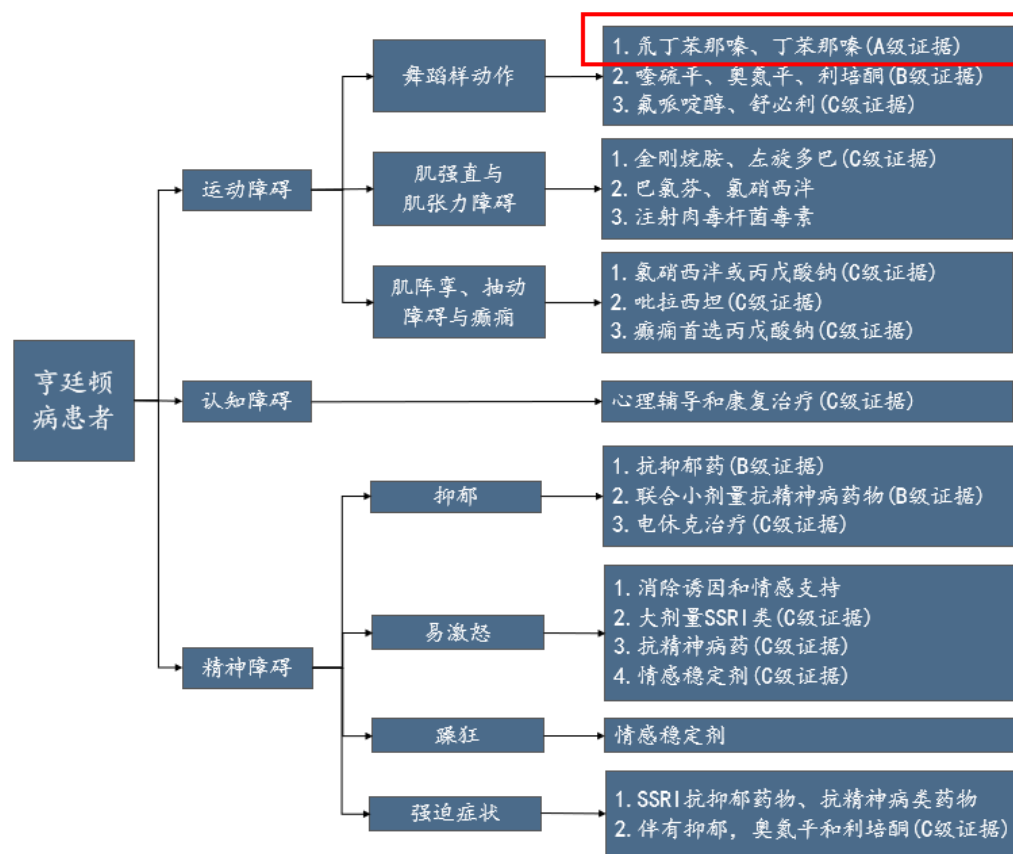 亨廷顿
病患者
运动障碍
舞蹈样动作
1. 氘丁苯那嗪、丁苯那嗪(A级证据)
2. 喹硫平、奥氮平、利培酮(B级证据)
3. 氟哌啶醇、舒必利(C级证据)
肌强直与
肌张力障碍
1. 金刚烷胺、左旋多巴(C级证据)
2. 巴氯芬、氯硝西泮
3. 注射肉毒杆菌毒素
肌阵挛、抽动
障碍与癫痫
1. 氯硝西泮或丙戊酸钠(C级证据)
2. 吡拉西坦(C级证据)
3. 癫痫首选丙戊酸钠(C级证据)
认知障碍
心理辅导和康复治疗(C级证据)
精神障碍
抑郁
1. 抗抑郁药(B级证据)
2. 联合小剂量抗精神病药物(B级证据)
3. 电休克治疗(C级证据)
易激怒
1. 消除诱因和情感支持
2. 大剂量SSRI类(C级证据)
3. 抗精神病药(C级证据)
4. 情感稳定剂(C级证据)
躁狂
情感稳定剂
强迫症状
1. SSRI抗抑郁药物、抗精神病类药物
2. 伴有抑郁，奥氮平和利培酮(C级证据)